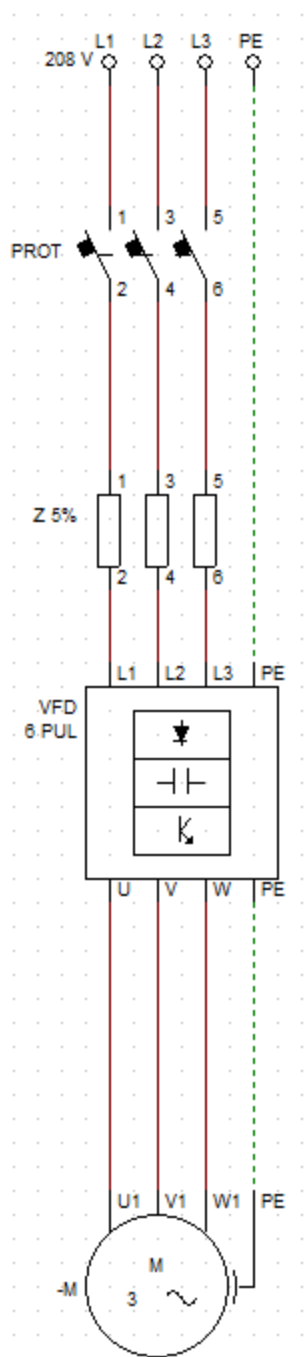 L1 L2 L3 PE
208 V
1 3 5
PROT
2 4 6
1 3 5
Z 5%
2 4 6
L1 L2 L3 PE
VFD
6 PUL
U V W PE
U1 V1 W1 PE
M
-M
3